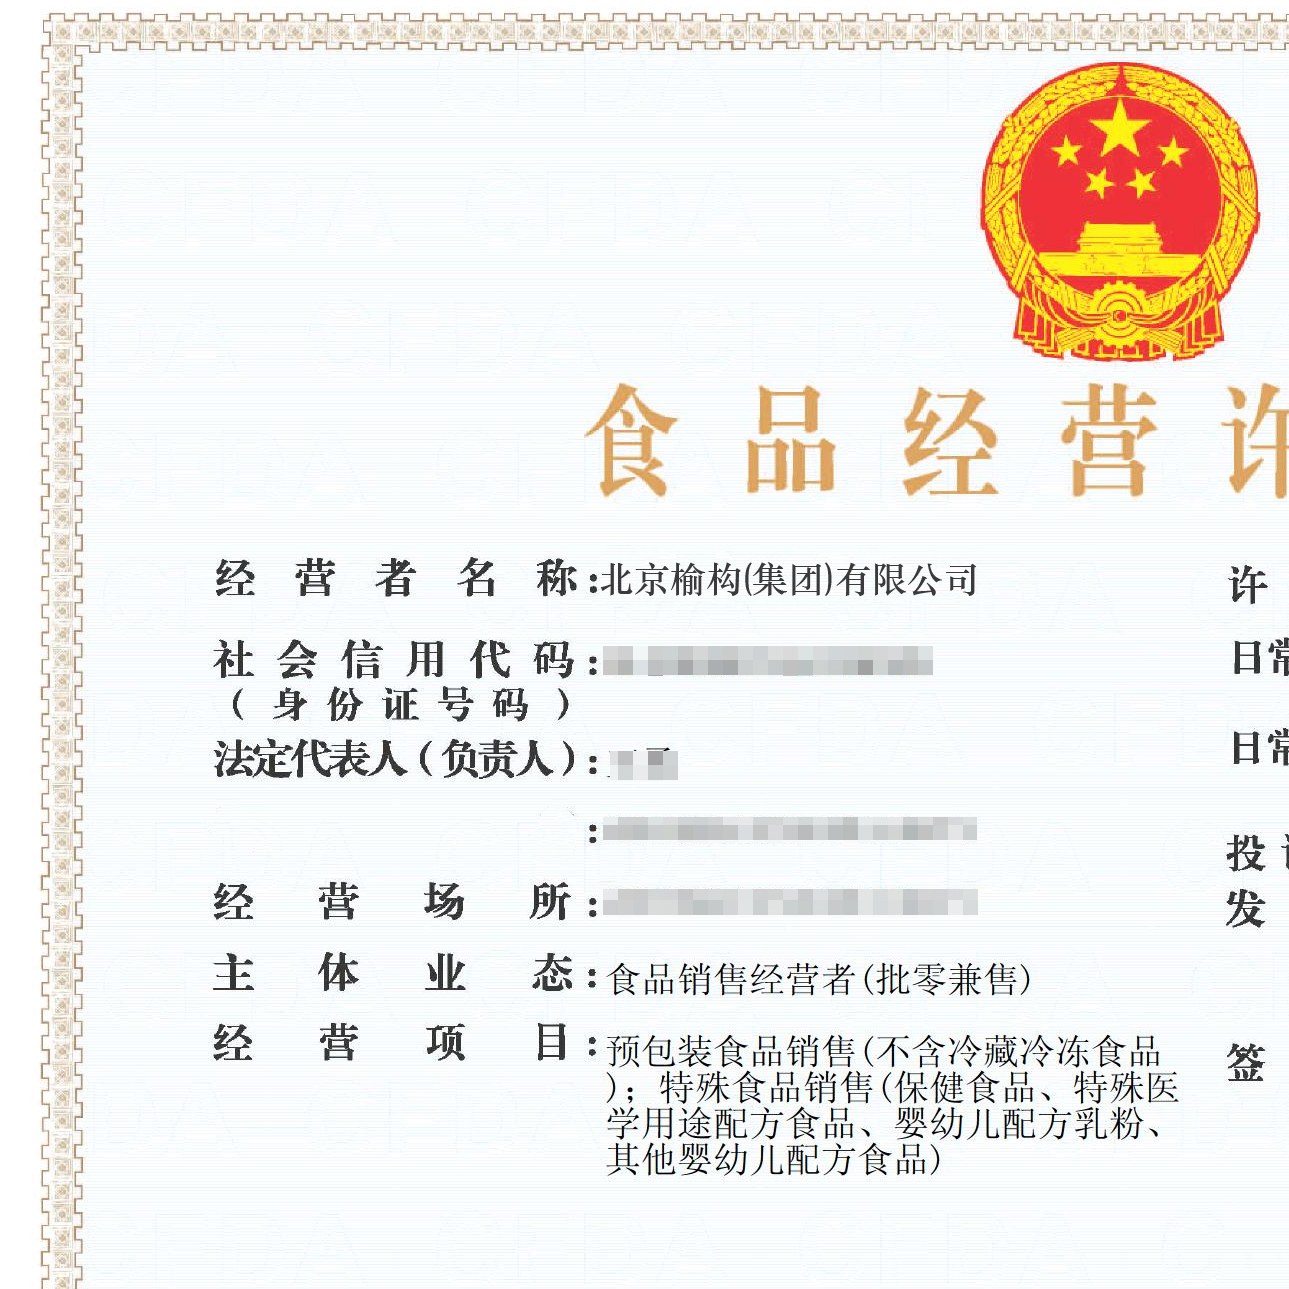 食品经营许
经营者名称:北京榆构(集团)有限公司
许
社会信用代码:
(身份证号码)
日常
法定代表人(负责人):
日常
:
投
经营场所:
发
主体业态:食品销售经营者(批零兼售)
经营项目:预包装食品销售(不含冷藏冷冻食品
);特殊食品销售(保健食品、特殊医
学用途配方食品、婴幼儿配方乳粉、
其他婴幼儿配方食品)
签